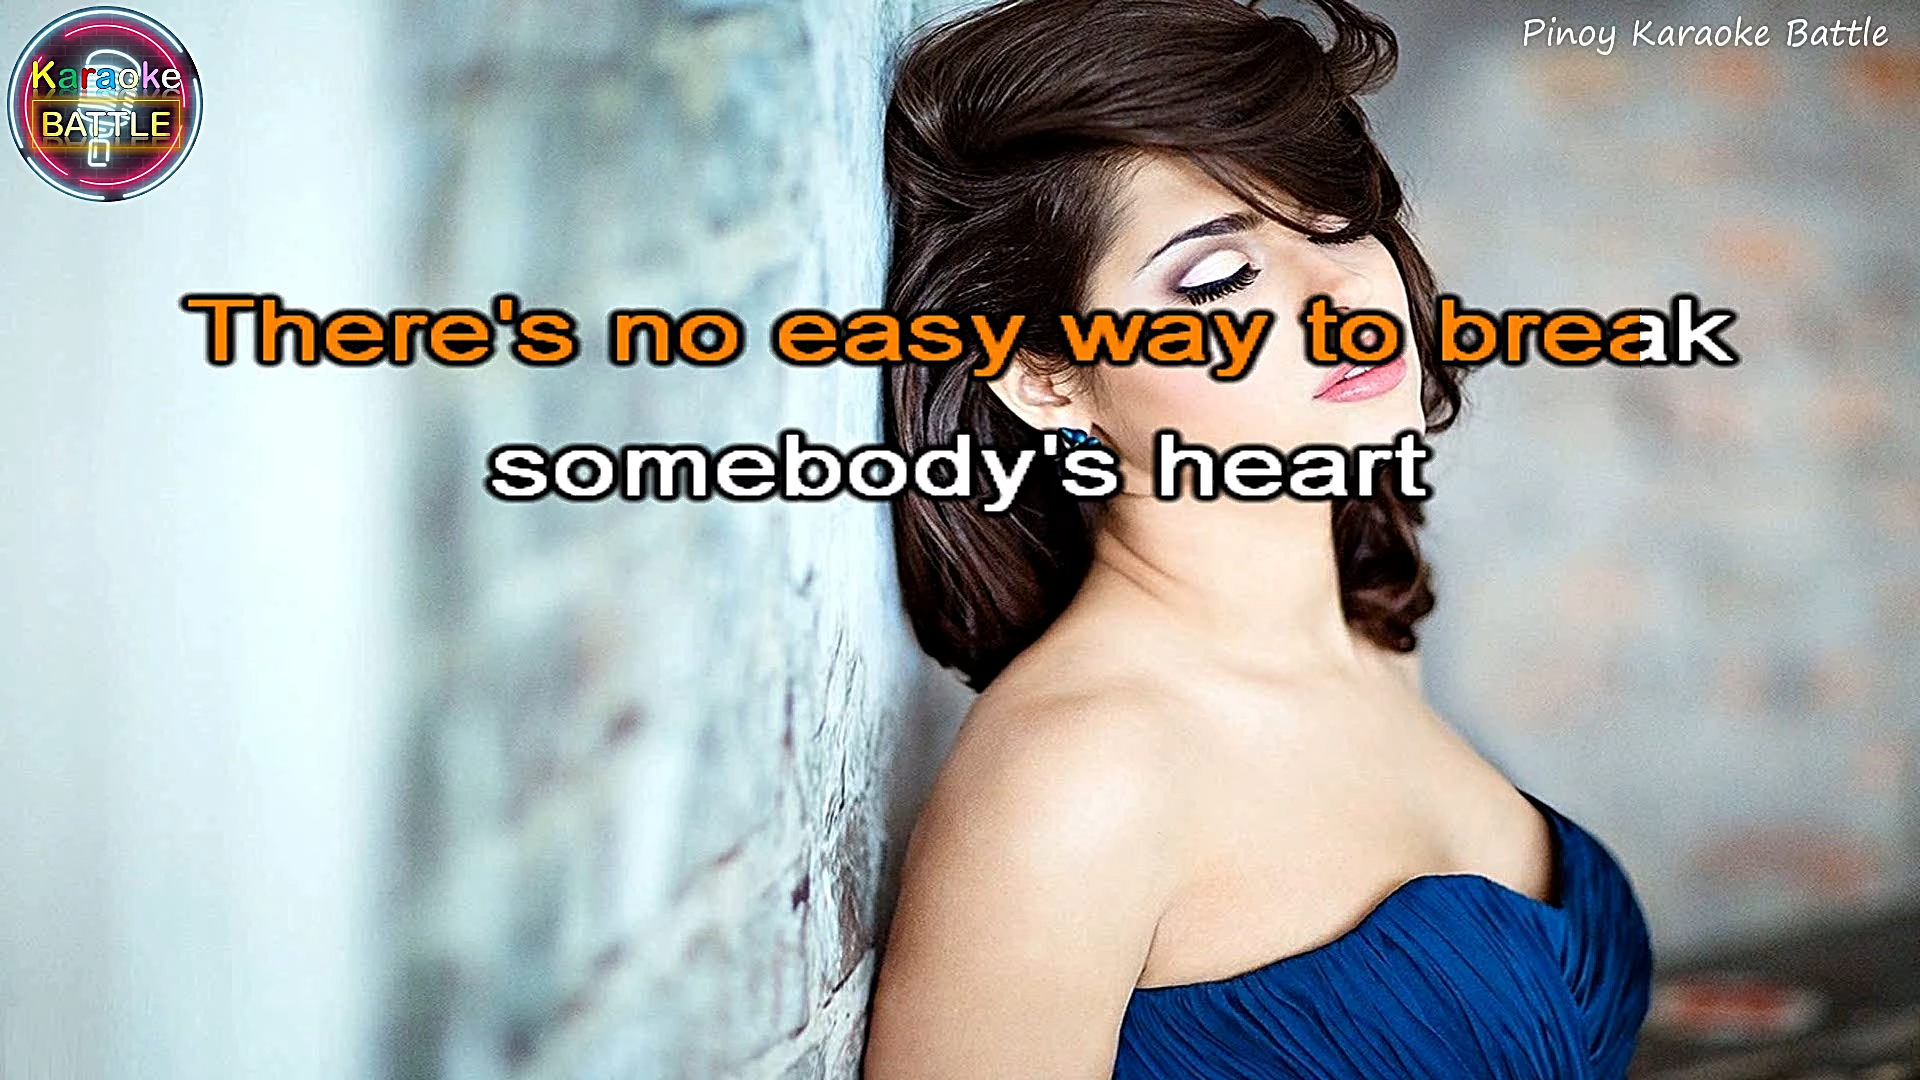 Karaoke
BATTLE
Pinoy Karaoke Battle
There's no easy way to break
somebody's heart